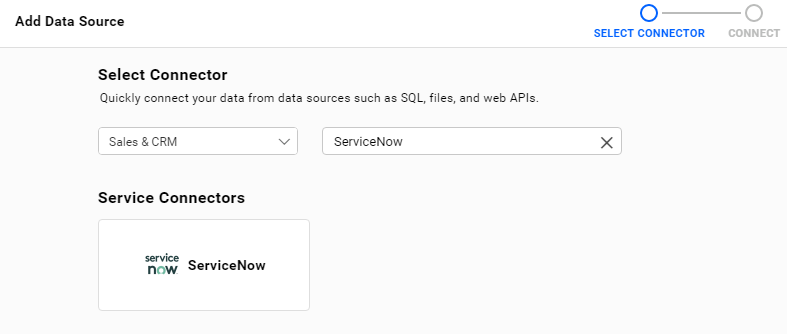 Add Data Source
SELECT CONNECTOR
CONNECT
Select Connector
Quickly connect your data from data sources such as SQL, files, and web APIs.
Sales & CRM
ServiceNow
Service Connectors
service
now
ServiceNow